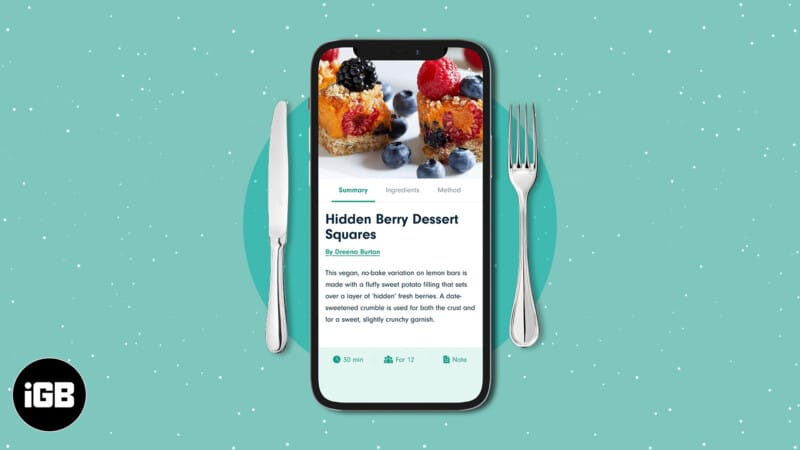 Summary Ingredients Method
Hidden Berry Dessert
Squares
By Dreena Burton
This vegan, no-bake variation on lemon bars is
made with a fluffy sweet potato filling that sets
over a layer of 'hidden' fresh berries. A date-
sweetened crumble is used for both the crust and
for a sweet, slightly crunchy garnish.
30 min For 12 Note
iGB